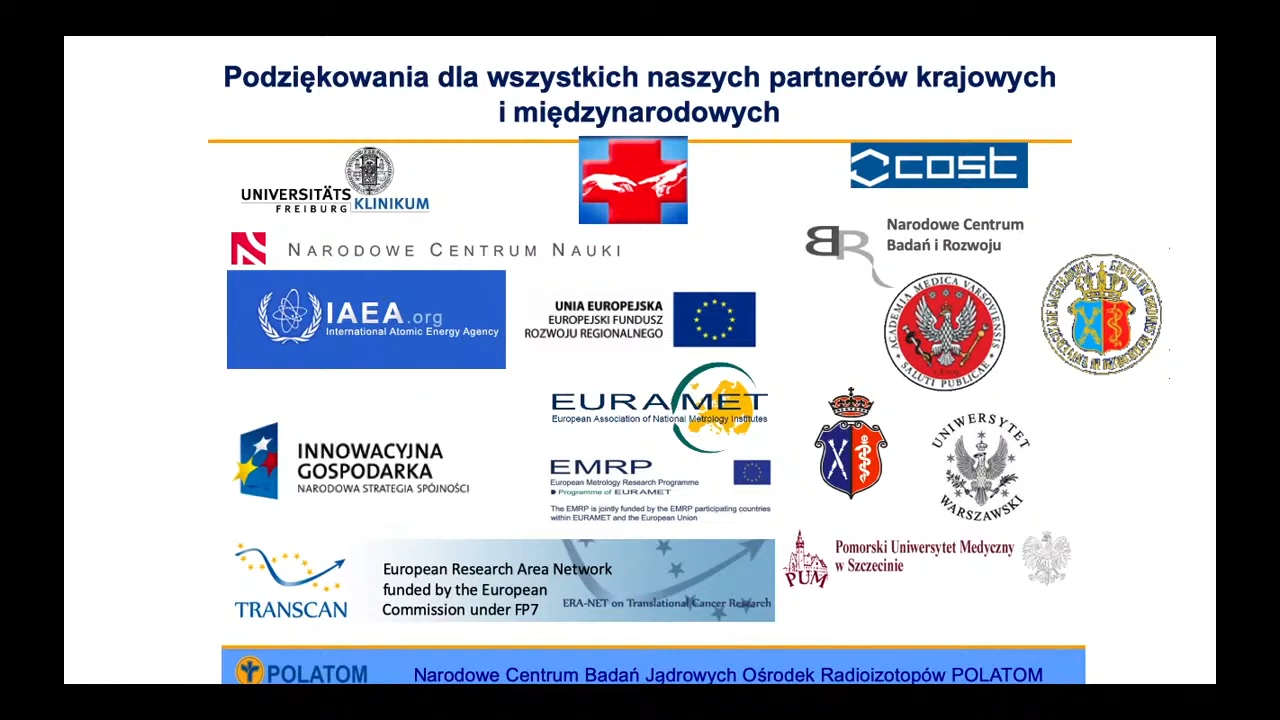 Podziękowania dla wszystkich naszych partnerów krajowych
i międzynarodowych
UNIVERSITÄTS
FREIBURG KLINIKUM
cost
NARODOWE CENTRUM NAUKI
BR
Narodowe Centrum
Badań i Rozwoju
IAEA.org
International Atomic Energy Agency
UNIA EUROPEJSKA
EUROPEJSKI FUNDUSZ
ROZWOJU REGIONALNEGO
ACADEMIA MEDICA VARSOVIENSIS
SALUTI PUBLICAE
EURAMET
European Association of National Metrology Institutes
INNOWACYJNA
GOSPODARKA
NARODOWA STRATEGIA SPÓJNOŚCI
EMRP
European Metrology Research Programme
Programme of EURAMET
The EMRP is jointly funded by the EMRP participating countries
within EURAMET and the European Union
UNIWERSYTET
WARSZAWSKI
TRANSCAN
European Research Area Network
funded by the European
Commission under FP7
ERA-NET on Translational Cancer Research
PUM
Pomorski Uniwersytet Medyczny
w Szczecinie
POLATOM
Narodowe Centrum Badań Jądrowych Ośrodek Radioizotopów POLATOM